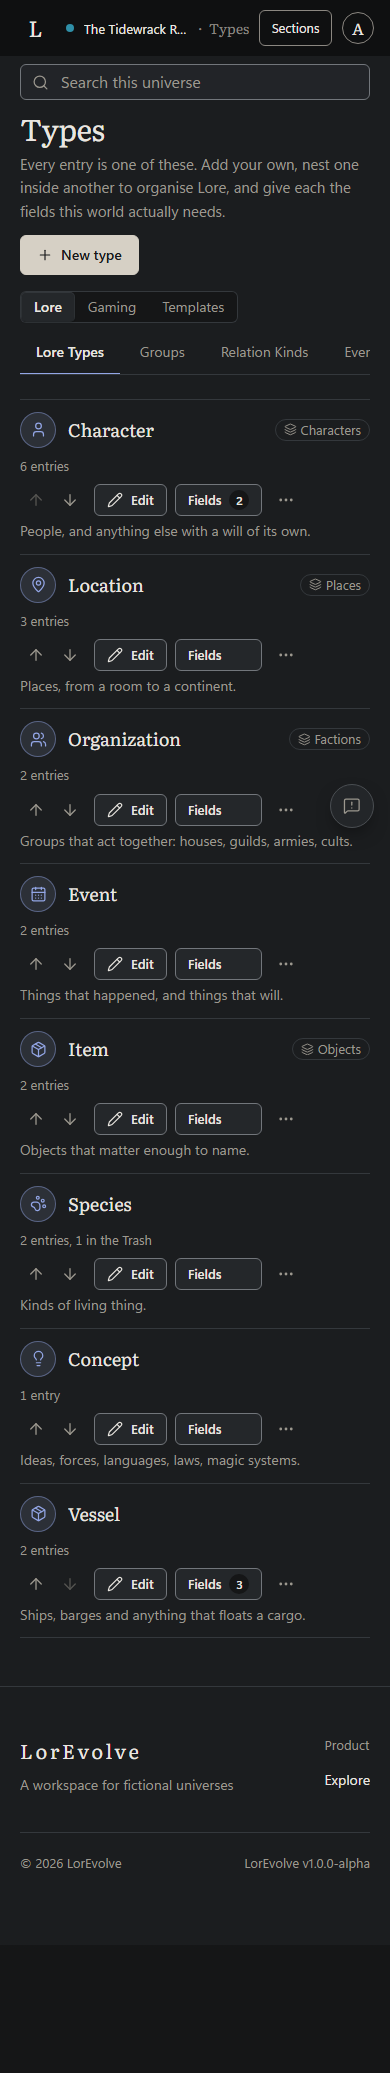 L The Tidewrack R... · Types Sections A
Search this universe
Types
Every entry is one of these. Add your own, nest one
inside another to organise Lore, and give each the
fields this world actually needs.
+ New type
Lore Gaming Templates
Lore Types Groups Relation Kinds Ever
Character Characters
6 entries
Edit Fields 2
People, and anything else with a will of its own.
Location Places
3 entries
Edit Fields
Places, from a room to a continent.
Organization Factions
2 entries
Edit Fields
Groups that act together: houses, guilds, armies, cults.
Event
2 entries
Edit Fields
Things that happened, and things that will.
Item Objects
2 entries
Edit Fields
Objects that matter enough to name.
Species
2 entries, 1 in the Trash
Edit Fields
Kinds of living thing.
Concept
1 entry
Edit Fields
Ideas, forces, languages, laws, magic systems.
Vessel
2 entries
Edit Fields 3
Ships, barges and anything that floats a cargo.
LorEvolve Product
A workspace for fictional universes Explore
© 2026 LorEvolve LorEvolve v1.0.0-alpha